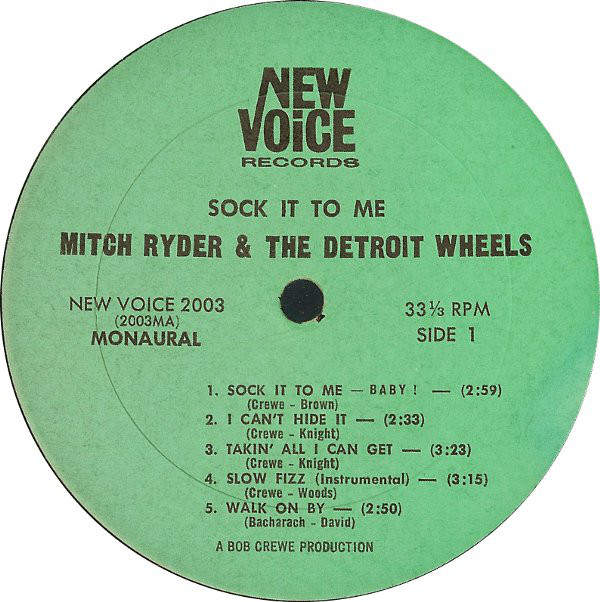 NEW
VOiCE
RECORDS
SOCK IT TO ME
MITCH RYDER & THE DETROIT WHEELS
NEW VOICE 2003
(2003MA)
MONAURAL
33⅓ RPM
SIDE 1
1. SOCK IT TO ME — BABY! — (2:59)
(Crewe - Brown)
2. I CAN'T HIDE IT — (2:33)
(Crewe - Knight)
3. TAKIN' ALL I CAN GET — (3:23)
(Crewe - Knight)
4. SLOW FIZZ (Instrumental) — (3:15)
(Crewe - Woods)
5. WALK ON BY — (2:50)
(Bacharach - David)
A BOB CREWE PRODUCTION